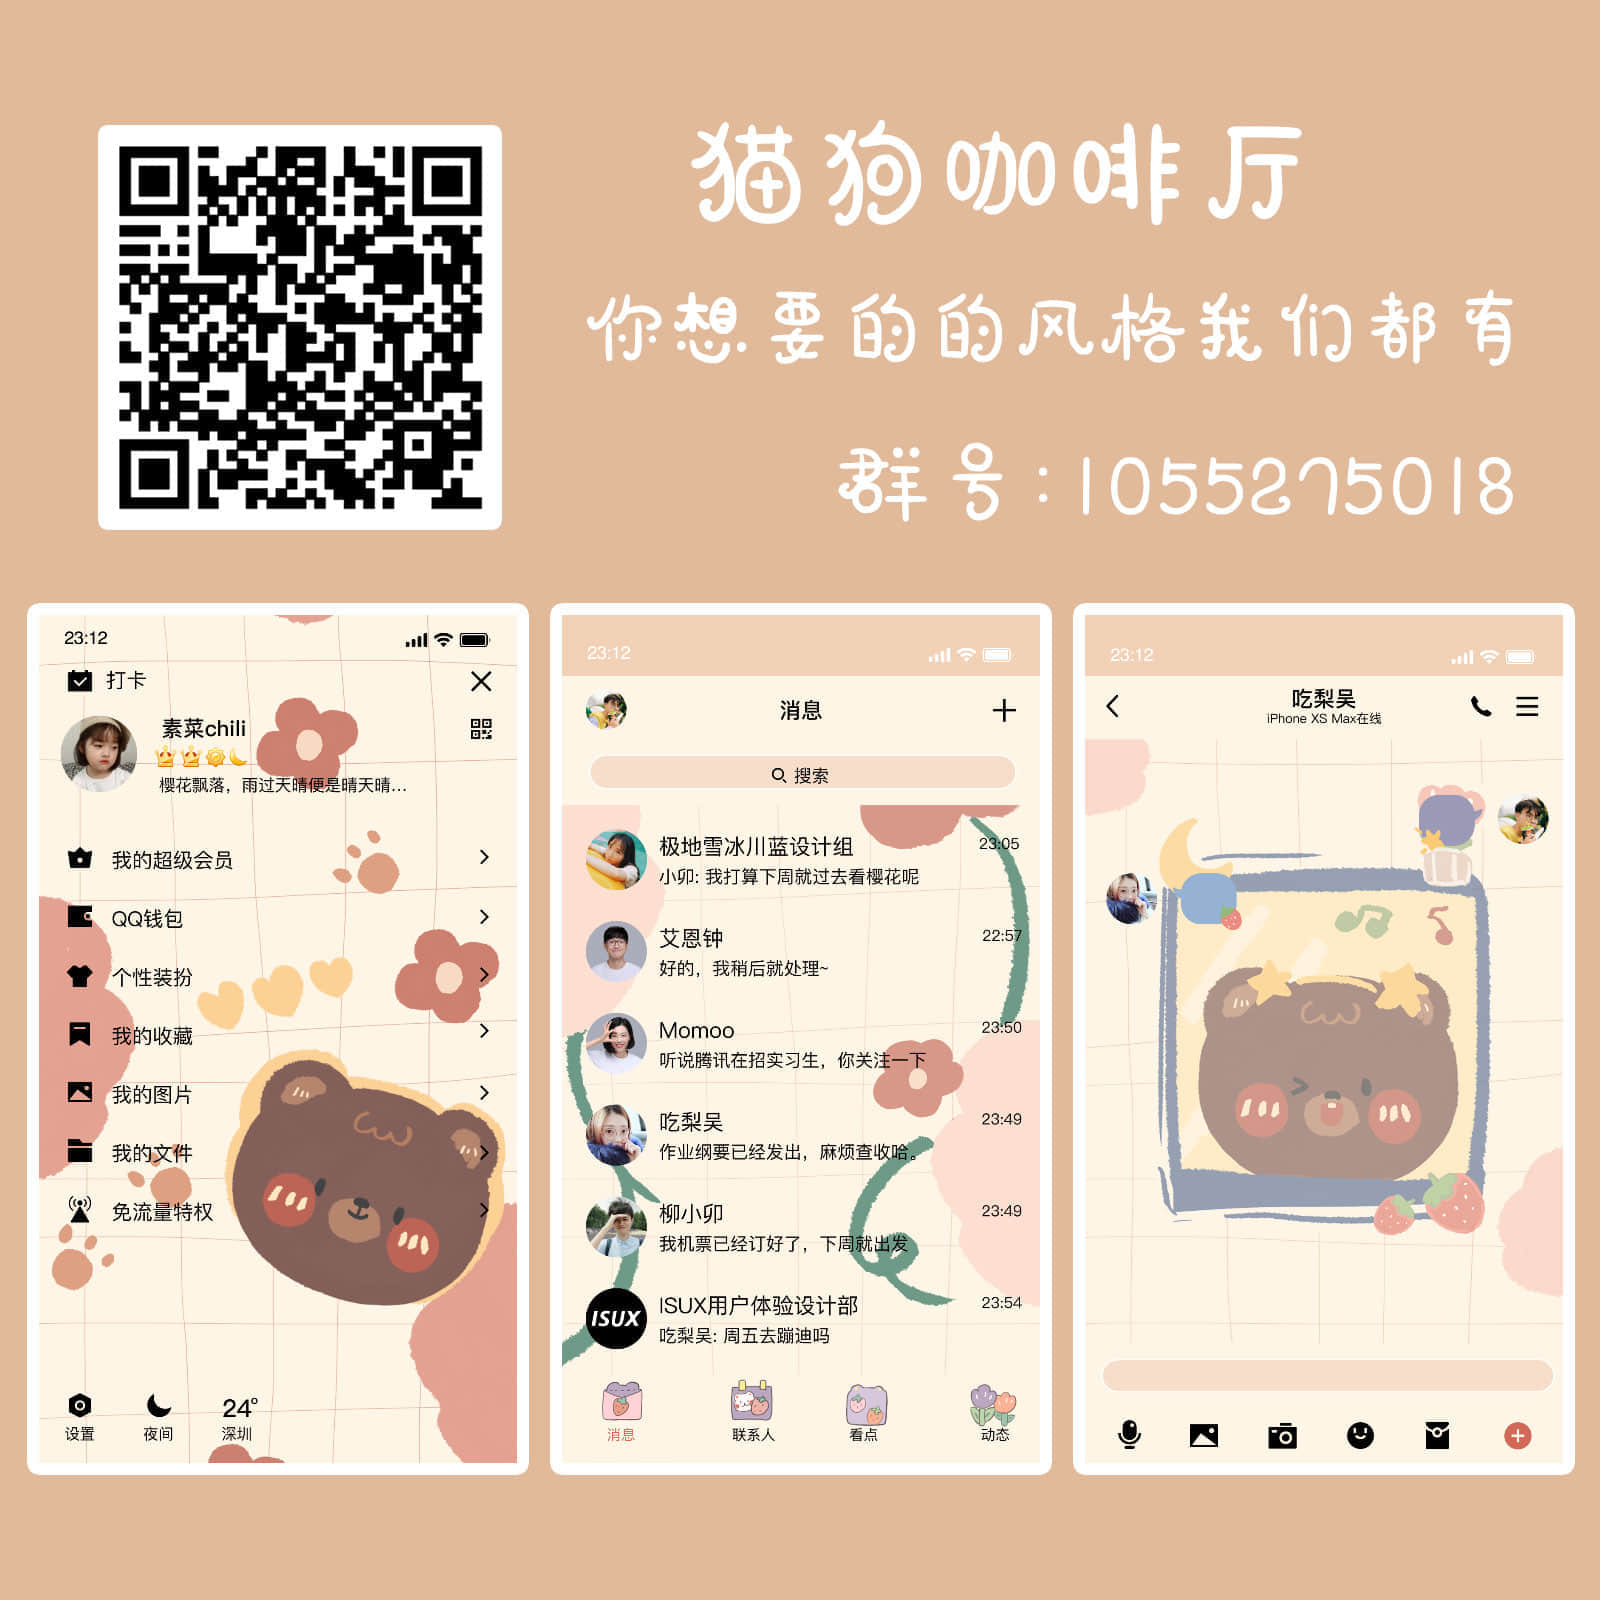 猫狗咖啡厅
你想要的的风格我们都有
群号:1055275018
23:12
打卡
素菜chili
樱花飘落，雨过天晴便是晴天晴...
我的超级会员
QQ钱包
个性装扮
我的收藏
我的图片
我的文件
免流量特权
设置
夜间
24°
深圳
23:12
消息
搜索
极地雪冰川蓝设计组
23:05
小卯: 我打算下周就过去看樱花呢
艾恩钟
22:57
好的，我稍后就处理~
Momoo
23:50
听说腾讯在招实习生，你关注一下
吃梨吴
23:49
作业纲要已经发出，麻烦查收哈。
柳小卯
23:49
我机票已经订好了，下周就出发
ISUX
ISUX用户体验设计部
23:54
吃梨吴: 周五去蹦迪吗
消息
联系人
看点
动态
23:12
吃梨吴
iPhone XS Max在线